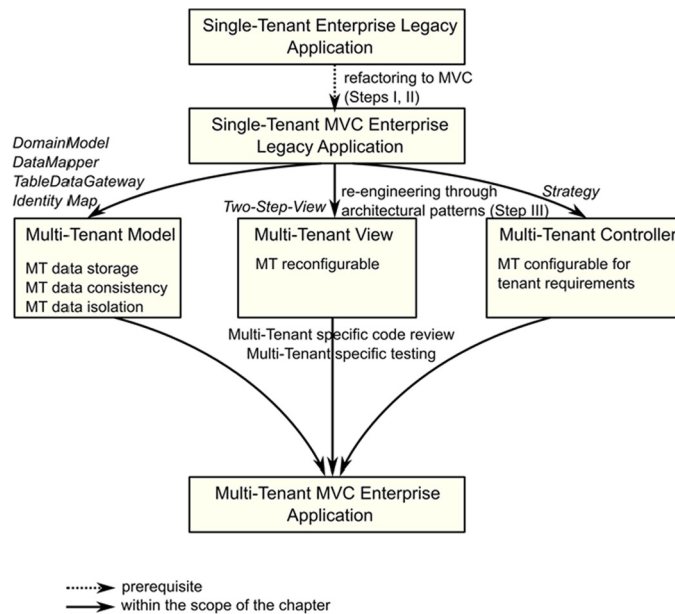 Single-Tenant Enterprise Legacy
Application
refactoring to MVC
(Steps I, II)
Single-Tenant MVC Enterprise
Legacy Application
DomainModel
DataMapper
TableDataGateway
Identity Map
Two-Step-View
re-engineering through
architectural patterns (Step III)
Strategy
Multi-Tenant Model
MT data storage
MT data consistency
MT data isolation
Multi-Tenant View
MT reconfigurable
Multi-Tenant Controller
MT configurable for
tenant requirements
Multi-Tenant specific code review
Multi-Tenant specific testing
Multi-Tenant MVC Enterprise
Application
prerequisite
within the scope of the chapter